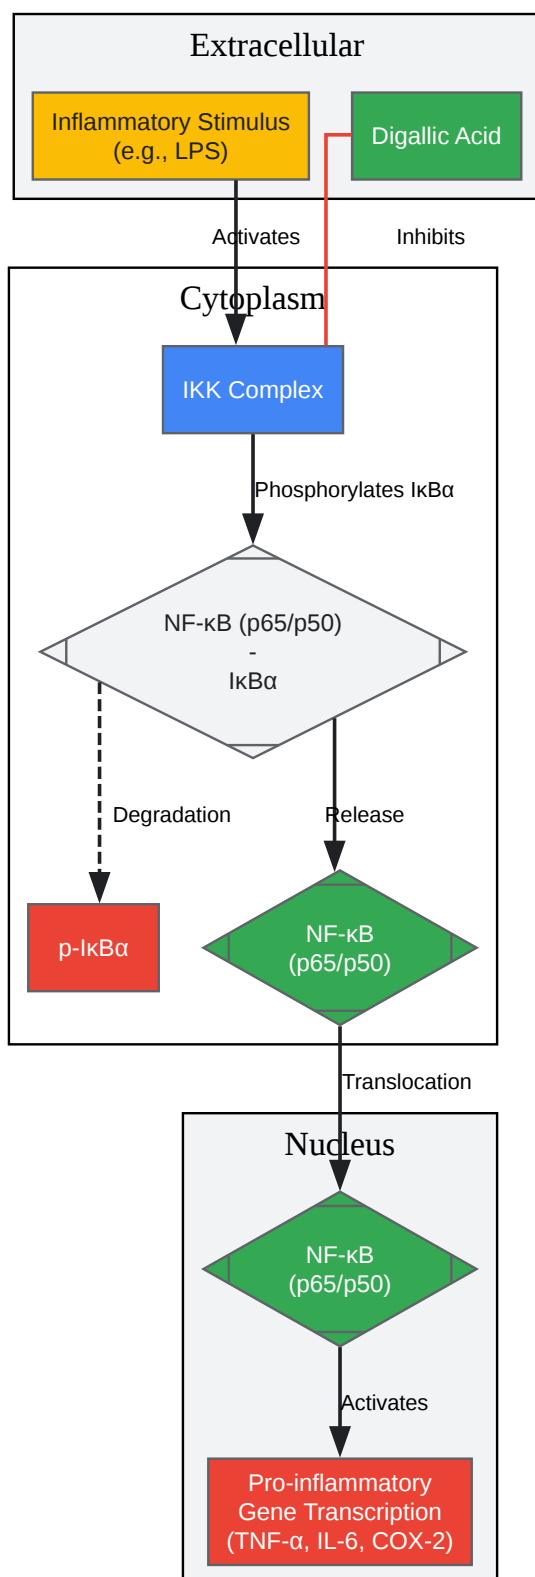 Extracellular
Inflammatory Stimulus
(e.g., LPS)
Digallic Acid
Activates
Inhibits
Cytoplasm
IKK Complex
Phosphorylates IκBα
NF-κB (p65/p50)
-
IκBα
Degradation
Release
p-IκBα
NF-κB
(p65/p50)
Translocation
Nucleus
NF-κB
(p65/p50)
Activates
Pro-inflammatory
Gene Transcription
(TNF-α, IL-6, COX-2)